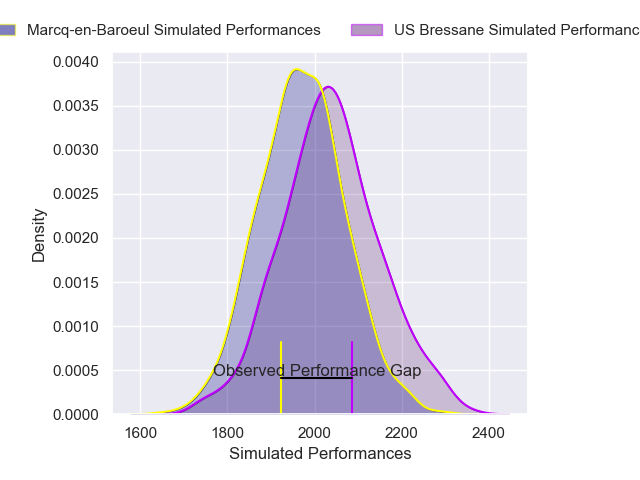 Marcq-en-Baroeul Simulated Performances
US Bressane Simulated
0.0040
0.0035
0.0030
0.0025
0.0020
0.0015
0.0010
0.0005
0.0000
Density
Observed Performance Gap
1600 1800 2000 2200 2400
Simulated Performances